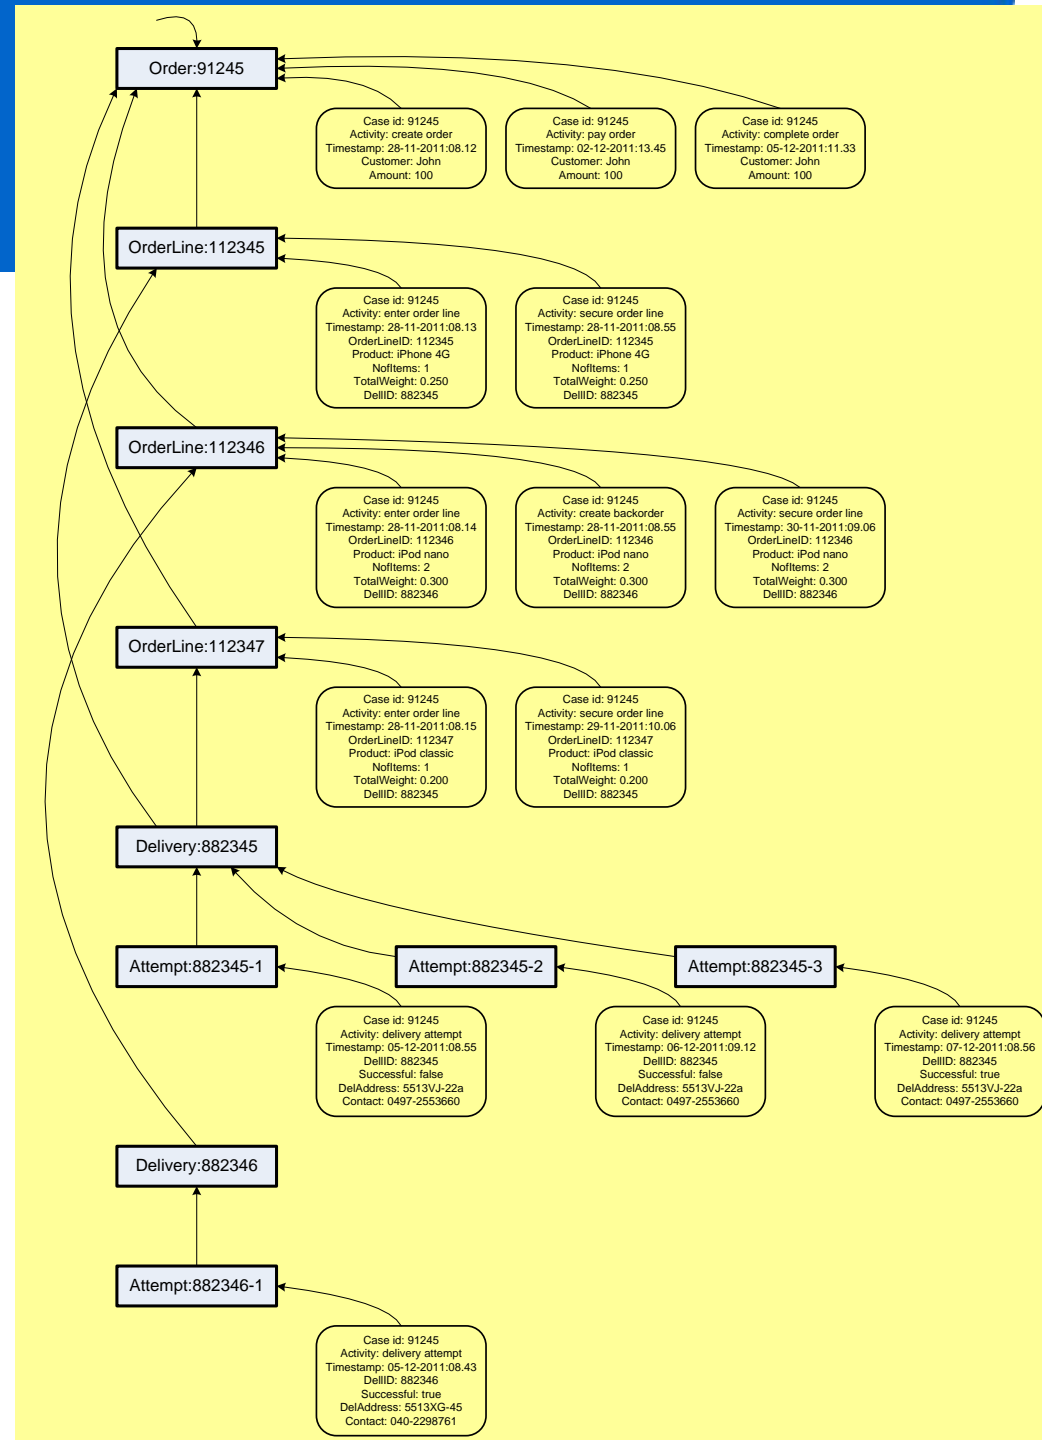 Order:91245
Case id: 91245
Activity: create order
Timestamp: 28-11-2011:08.12
Customer: John
Amount: 100
Case id: 91245
Activity: pay order
Timestamp: 02-12-2011:13.45
Customer: John
Amount: 100
Case id: 91245
Activity: complete order
Timestamp: 05-12-2011:11.33
Customer: John
Amount: 100
OrderLine:112345
Case id: 91245
Activity: enter order line
Timestamp: 28-11-2011:08.13
OrderLineID: 112345
Product: iPhone 4G
NofItems: 1
TotalWeight: 0.250
DellID: 882345
Case id: 91245
Activity: secure order line
Timestamp: 28-11-2011:08.55
OrderLineID: 112345
Product: iPhone 4G
NofItems: 1
TotalWeight: 0.250
DellID: 882345
OrderLine:112346
Case id: 91245
Activity: enter order line
Timestamp: 28-11-2011:08.14
OrderLineID: 112346
Product: iPod nano
NofItems: 2
TotalWeight: 0.300
DellID: 882346
Case id: 91245
Activity: create backorder
Timestamp: 28-11-2011:08.55
OrderLineID: 112346
Product: iPod nano
NofItems: 2
TotalWeight: 0.300
DellID: 882346
Case id: 91245
Activity: secure order line
Timestamp: 30-11-2011:09.06
OrderLineID: 112346
Product: iPod nano
NofItems: 2
TotalWeight: 0.300
DellID: 882346
OrderLine:112347
Case id: 91245
Activity: enter order line
Timestamp: 28-11-2011:08.15
OrderLineID: 112347
Product: iPod classic
NofItems: 1
TotalWeight: 0.200
DellID: 882345
Case id: 91245
Activity: secure order line
Timestamp: 29-11-2011:10.06
OrderLineID: 112347
Product: iPod classic
NofItems: 1
TotalWeight: 0.200
DellID: 882345
Delivery:882345
Attempt:882345-1
Attempt:882345-2
Attempt:882345-3
Case id: 91245
Activity: delivery attempt
Timestamp: 05-12-2011:08.55
DellID: 882345
Successful: false
DelAddress: 5513VJ-22a
Contact: 0497-2553660
Case id: 91245
Activity: delivery attempt
Timestamp: 06-12-2011:09.12
DellID: 882345
Successful: false
DelAddress: 5513VJ-22a
Contact: 0497-2553660
Case id: 91245
Activity: delivery attempt
Timestamp: 07-12-2011:08.56
DellID: 882345
Successful: true
DelAddress: 5513VJ-22a
Contact: 0497-2553660
Delivery:882346
Attempt:882346-1
Case id: 91245
Activity: delivery attempt
Timestamp: 05-12-2011:08.43
DellID: 882346
Successful: true
DelAddress: 5513XG-45
Contact: 040-2298761